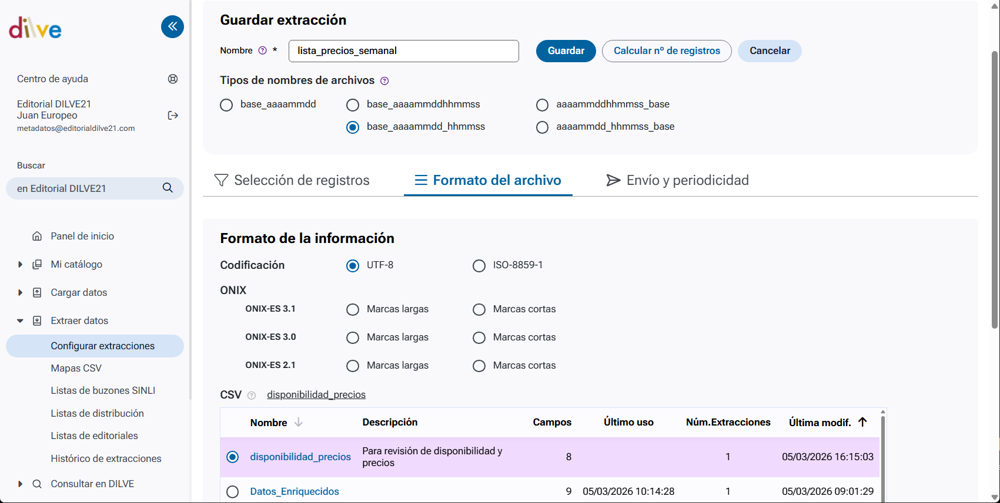 dilve
Centro de ayuda
Editorial DILVE21
Juan Europeo
metadatos@editorialdilve21.com
Buscar
en Editorial DILVE21
Panel de inicio
Mi catálogo
Cargar datos
Extraer datos
Configurar extracciones
Mapas CSV
Listas de buzones SINLI
Listas de distribución
Listas de editoriales
Histórico de extracciones
Consultar en DILVE
Guardar extracción
Nombre ? * lista_precios_semanal Guardar Calcular nº de registros Cancelar
Tipos de nombres de archivos ?
base_aaaammdd base_aaaammddhhmmss aaaammddhhmmss_base
base_aaaammdd_hhmmss aaaammdd_hhmmss_base
Selección de registros Formato del archivo Envío y periodicidad
Formato de la información
Codificación UTF-8 ISO-8859-1
ONIX
ONIX-ES 3.1 Marcas largas Marcas cortas
ONIX-ES 3.0 Marcas largas Marcas cortas
ONIX-ES 2.1 Marcas largas Marcas cortas
CSV ? disponibilidad_precios
Nombre Descripción Campos Último uso Núm.Extracciones Última modif.
disponibilidad_precios Para revisión de disponibilidad y precios 8 1 05/03/2026 16:15:03
Datos_Enriquecidos 9 05/03/2026 10:14:28 1 05/03/2026 09:01:29